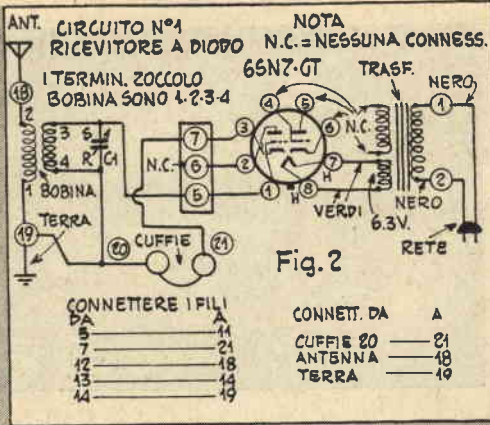 ANT.
CIRCUITO Nº1
RICEVITORE A DIODO
NOTA
N.C. = NESSUNA CONNESS.
I TERMIN. ZOCCOLO
BOBINA SONO 1-2-3-4
6SN7-GT
TRASF.
NERO
18
2
3
S
4
R
C1
1
BOBINA
TERRA
19
20
CUFFIE
21
7
N.C.
6
5
3
2
1
4
5
6
7
H
8
H
N.C.
VERDI
6.3V.
1
2
NERO
RETE
Fig. 2
CONNETTERE I FILI
DA A
5 11
7 21
12 18
13 14
14 19
CONNETT. DA A
CUFFIE 20 21
ANTENNA 18
TERRA 19